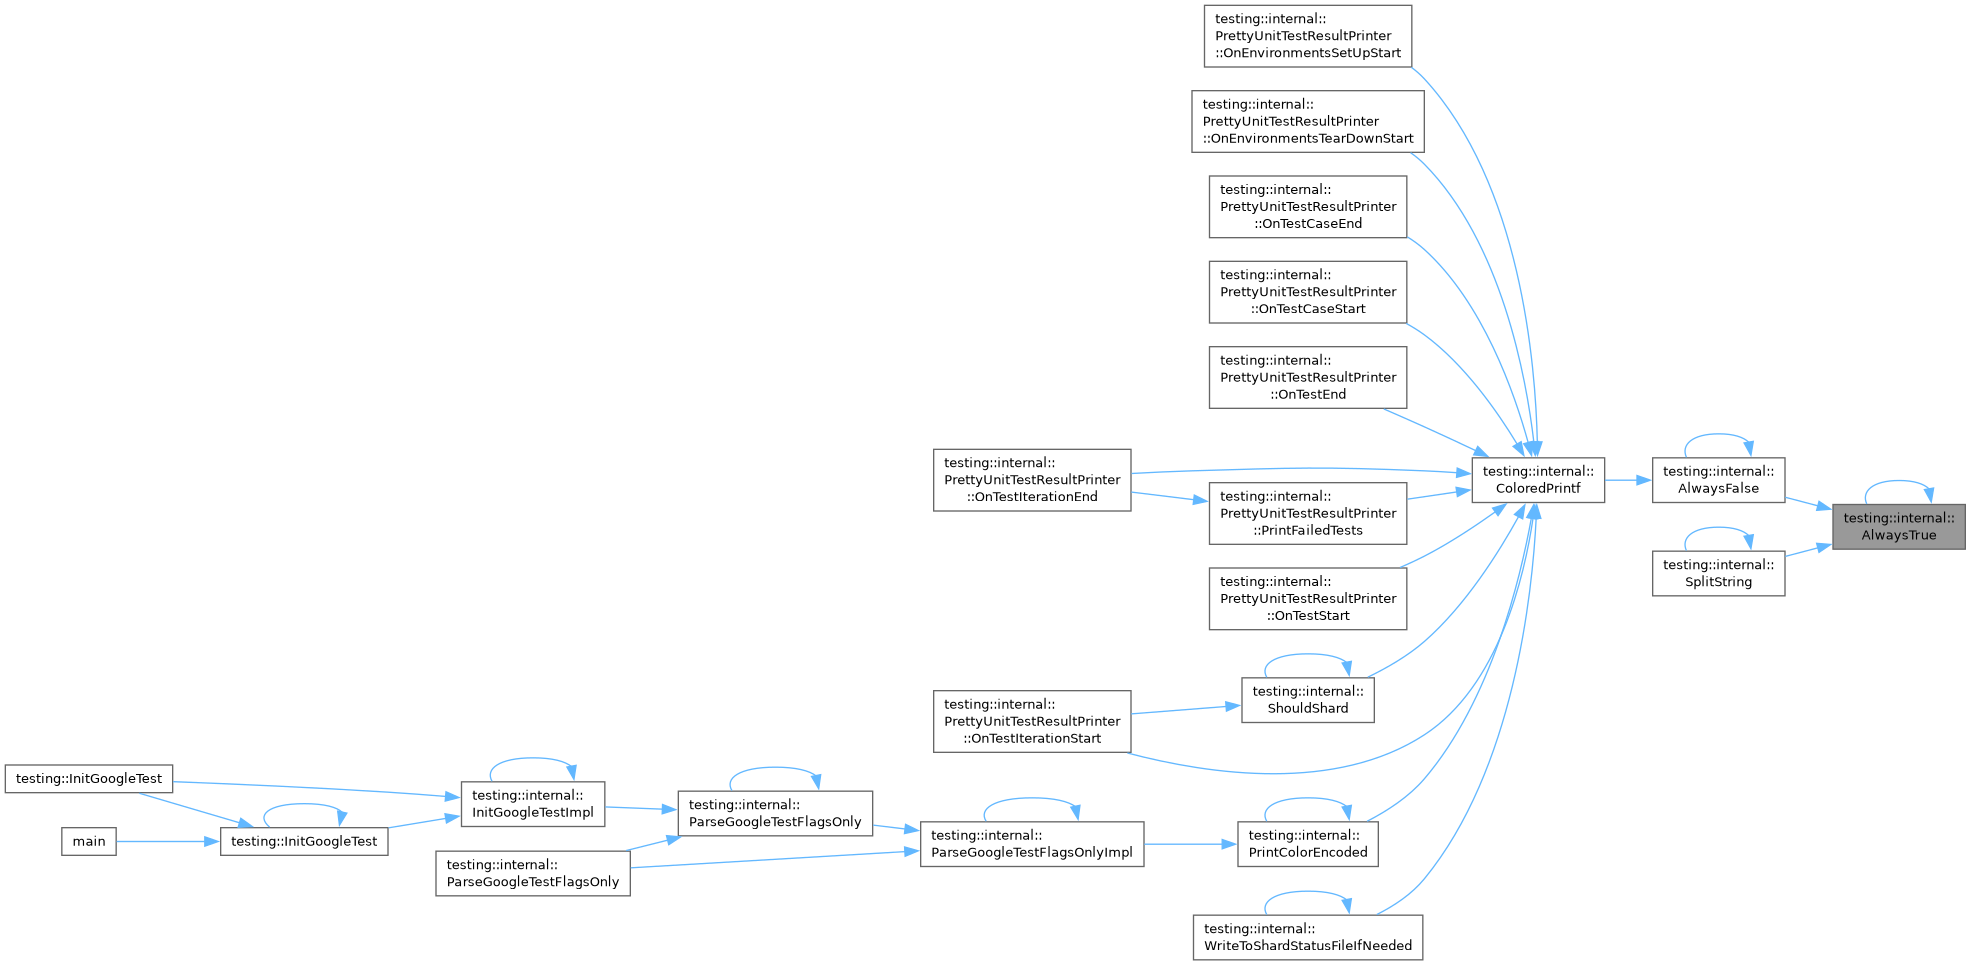 testing::internal::
PrettyUnitTestResultPrinter
::OnEnvironmentsSetUpStart
testing::internal::
PrettyUnitTestResultPrinter
::OnEnvironmentsTearDownStart
testing::internal::
PrettyUnitTestResultPrinter
::OnTestCaseEnd
testing::internal::
PrettyUnitTestResultPrinter
::OnTestCaseStart
testing::internal::
PrettyUnitTestResultPrinter
::OnTestEnd
testing::internal::
PrettyUnitTestResultPrinter
::OnTestIterationEnd
testing::internal::
PrettyUnitTestResultPrinter
::PrintFailedTests
testing::internal::
ColoredPrintf
testing::internal::
AlwaysFalse
testing::internal::
AlwaysTrue
testing::internal::
SplitString
testing::internal::
PrettyUnitTestResultPrinter
::OnTestStart
testing::internal::
ShouldShard
testing::internal::
PrettyUnitTestResultPrinter
::OnTestIterationStart
testing::InitGoogleTest
testing::internal::
InitGoogleTestImpl
testing::internal::
ParseGoogleTestFlagsOnly
testing::internal::
ParseGoogleTestFlagsOnlyImpl
testing::internal::
PrintColorEncoded
main
testing::InitGoogleTest
testing::internal::
ParseGoogleTestFlagsOnly
testing::internal::
WriteToShardStatusFileIfNeeded